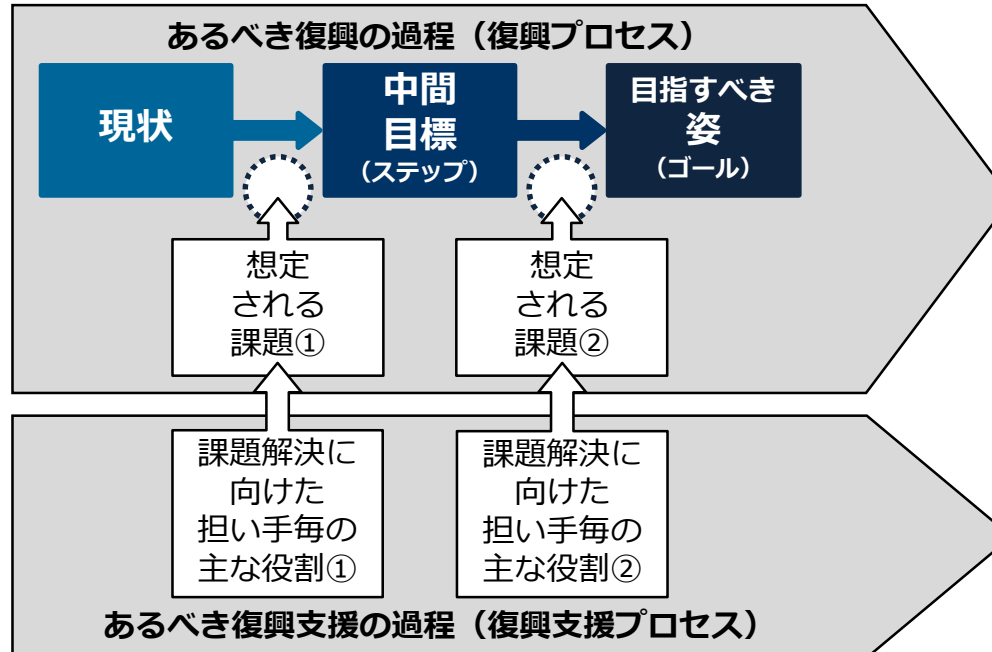 あるべき復興の過程（復興プロセス）
現状
中間
目標
（ステップ）
目指すべき
姿
（ゴール）
想定
される
課題①
想定
される
課題②
課題解決に
向けた
担い手毎の
主な役割①
課題解決に
向けた
担い手毎の
主な役割②
あるべき復興支援の過程（復興支援プロセス）